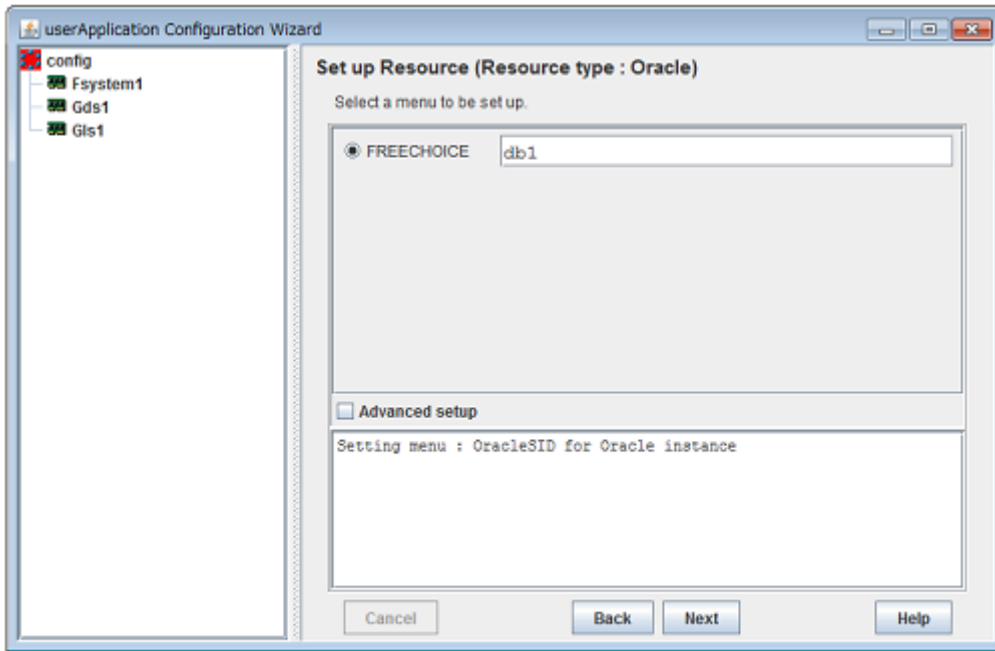 userApplication Configuration Wizard
config
Fsystem1
Gds1
Gls1
Set up Resource (Resource type : Oracle)
Select a menu to be set up.
FREECHOICE
db1
Advanced setup
Setting menu : OracleSID for Oracle instance
Cancel
Back
Next
Help